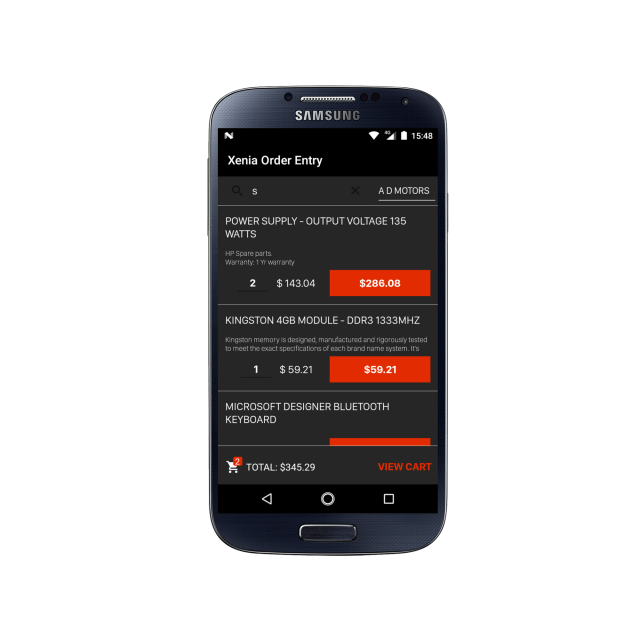 SAMSUNG
4G 15:48
Xenia Order Entry
s A D MOTORS
POWER SUPPLY - OUTPUT VOLTAGE 135
WATTS
HP Spare parts.
Warranty: 1 Yr warranty
2 $ 143.04 $286.08
KINGSTON 4GB MODULE - DDR3 1333MHZ
Kingston memory is designed, manufactured and rigorously tested
to meet the exact specifications of each brand name system. It's
1 $ 59.21 $59.21
MICROSOFT DESIGNER BLUETOOTH
KEYBOARD
2 TOTAL: $345.29 VIEW CART